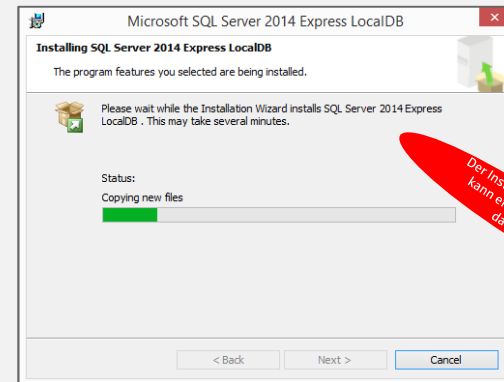 Microsoft SQL Server 2014 Express LocalDB
Installing SQL Server 2014 Express LocalDB
The program features you selected are being installed.
Please wait while the Installation Wizard installs SQL Server 2014 Express
LocalDB . This may take several minutes.
Der
kann
Status:
Copying new files
< Back
Next >
Cancel